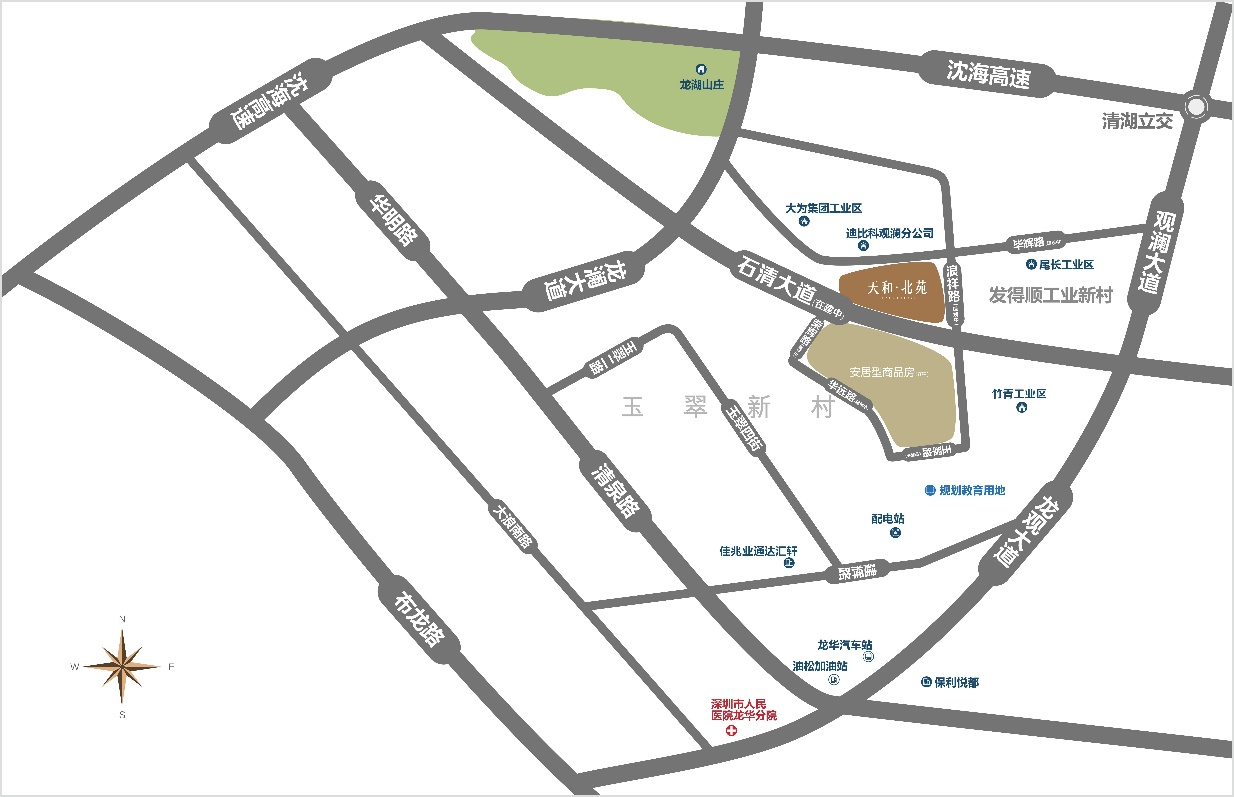 龙湖山庄
沈海高速
沈海高速
清湖立交
华明路
观澜大道
大为集团工业区
迪比科观澜分公司
尾长工业区
龙澜大道
石清大道(在建中)
天和·北苑
浪祥路
发得顺工业新村
玉翠一路
安居型商品房
华远路
竹青工业区
玉翠新村
玉翠四街
清泉路
规划教育用地
大浪南路
配电站
龙观大道
佳兆业通达汇轩
布龙路
N
W
E
S
龙华汽车站
油松加油站
保利悦都
深圳市人民
医院龙华分院